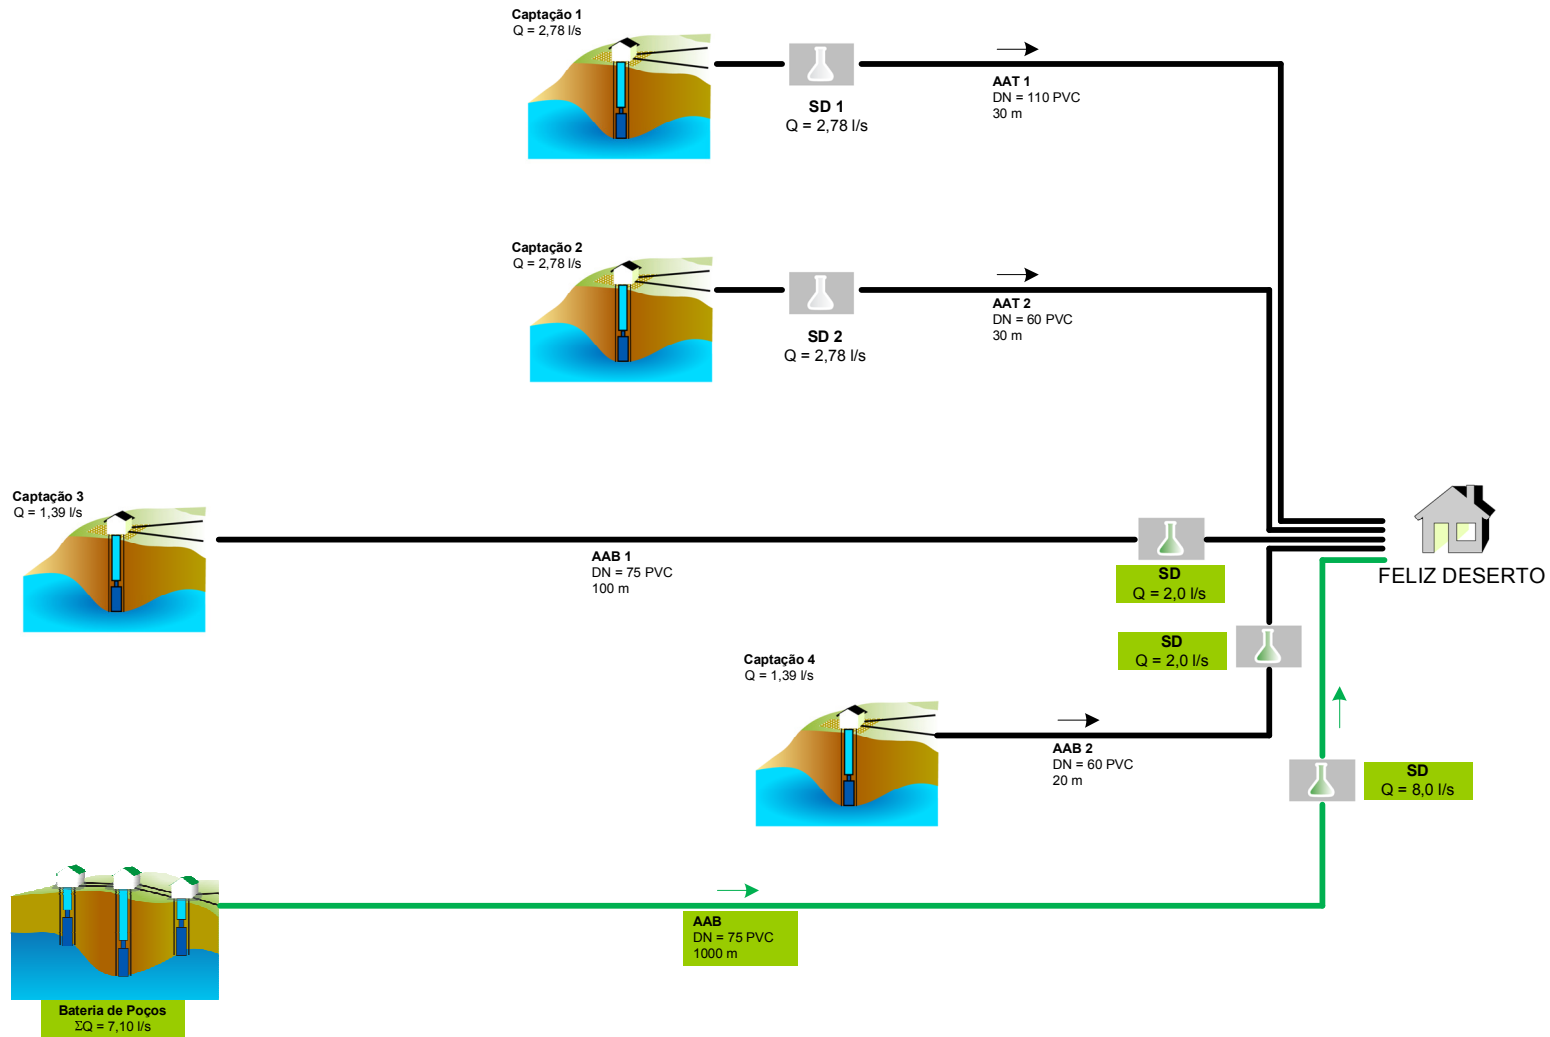 Captação 1
Q = 2,78 l/s
SD 1
Q = 2,78 l/s
AAT 1
DN = 110 PVC
30 m
Captação 2
Q = 2,78 l/s
SD 2
Q = 2,78 l/s
AAT 2
DN = 60 PVC
30 m
Captação 3
Q = 1,39 l/s
AAB 1
DN = 75 PVC
100 m
SD
Q = 2,0 l/s
FELIZ DESERTO
SD
Q = 2,0 l/s
Captação 4
Q = 1,39 l/s
AAB 2
DN = 60 PVC
20 m
SD
Q = 8,0 l/s
AAB
DN = 75 PVC
1000 m
Bateria de Poços
ΣQ = 7,10 l/s